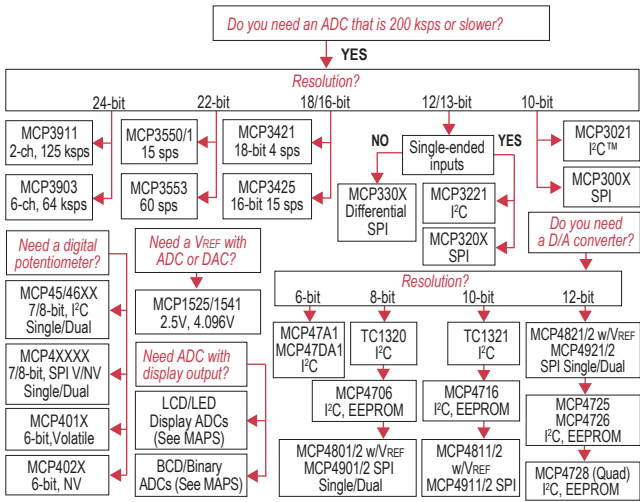 Do you need an ADC that is 200 ksps or slower?
YES
Resolution?
24-bit
22-bit
18/16-bit
12/13-bit
10-bit
MCP3911
2-ch, 125 ksps
MCP3903
6-ch, 64 ksps
MCP3550/1
15 sps
MCP3553
60 sps
MCP3421
18-bit 4 sps
MCP3425
16-bit 15 sps
NO
Single-ended
inputs
YES
MCP330X
Differential
SPI
MCP3221
I²C
MCP320X
SPI
MCP3021
I²C™
MCP300X
SPI
Need a digital
potentiometer?
MCP45/46XX
7/8-bit, I²C
Single/Dual
MCP4XXXX
7/8-bit, SPI V/NV
Single/Dual
MCP401X
6-bit,Volatile
MCP402X
6-bit, NV
Need a VREF with
ADC or DAC?
MCP1525/1541
2.5V, 4.096V
Need ADC with
display output?
LCD/LED
Display ADCs
(See MAPS)
BCD/Binary
ADCs (See MAPS)
Do you need
a D/A converter?
Resolution?
6-bit
8-bit
10-bit
12-bit
MCP47A1
MCP47DA1
I²C
TC1320
I²C
MCP4706
I²C, EEPROM
MCP4801/2 w/VREF
MCP4901/2 SPI
Single/Dual
TC1321
I²C
MCP4716
I²C, EEPROM
MCP4811/2
w/VREF
MCP4911/2 SPI
MCP4821/2 w/VREF
MCP4921/2
SPI Single/Dual
MCP4725
MCP4726
I²C, EEPROM
MCP4728 (Quad)
I²C, EEPROM